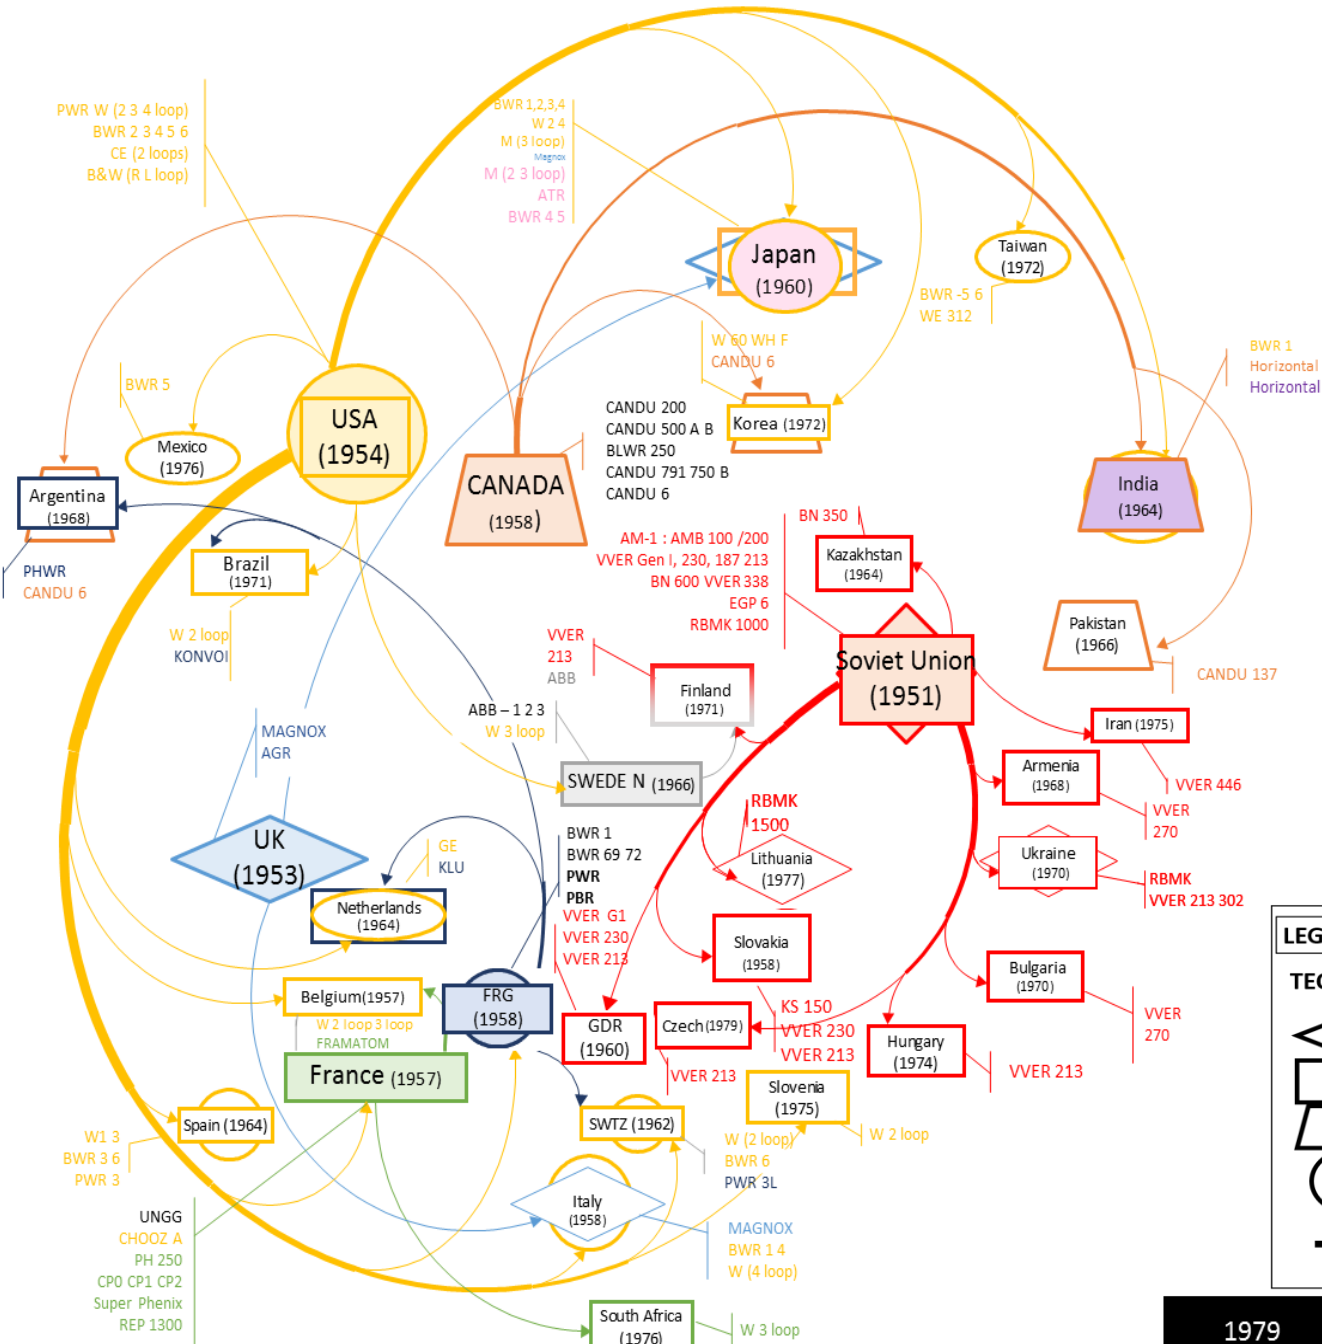 PWR W (2 3 4 loop)
BWR 2 3 4 5 6
CE (2 loops)
B&W (R L loop)
BWR 1,2,3,4
W 2 4
M (3 loop)
Magnox
M (2 3 loop)
ATR
BWR 4 5
Japan
(1960)
Taiwan
(1972)
BWR -5 6
WE 312
BWR 1
Horizontal
Horizontal
W 60 WH F
CANDU 6
Korea (1972)
BWR 5
Mexico
(1976)
USA
(1954)
CANDU 200
CANDU 500 A B
BLWR 250
CANDU 791 750 B
CANDU 6
CANADA
(1958)
India
(1964)
Argentina
(1968)
PHWR
CANDU 6
Brazil
(1971)
W 2 loop
KONVOI
BN 350
AM-1 : AMB 100 /200
VVER Gen I, 230, 187 213
BN 600 VVER 338
EGP 6
RBMK 1000
Kazakhstan
(1964)
Pakistan
(1966)
CANDU 137
VVER
213
ABB
Finland
(1971)
Soviet Union
(1951)
Iran (1975)
VVER 446
ABB – 1 2 3
W 3 loop
SWEDE N (1966)
Armenia
(1968)
VVER
270
MAGNOX
AGR
UK
(1953)
RBMK
1500
Lithuania
(1977)
Ukraine
(1970)
RBMK
VVER 213 302
GE
KLU
BWR 1
BWR 69 72
PWR
PBR
VVER G1
VVER 230
VVER 213
Netherlands
(1964)
Slovakia
(1958)
KS 150
VVER 230
VVER 213
Bulgaria
(1970)
VVER
270
LEG
TEC
Belgium(1957)
W 2 loop 3 loop
FRAMATOM
FRG
(1958)
GDR
(1960)
Czech (1979)
VVER 213
Hungary
(1974)
VVER 213
France (1957)
Slovenia
(1975)
W 2 loop
Spain (1964)
W1 3
BWR 3 6
PWR 3
SWTZ (1962)
W (2 loop)
BWR 6
PWR 3L
Italy
(1958)
MAGNOX
BWR 1 4
W (4 loop)
UNGG
CHOOZ A
PH 250
CP0 CP1 CP2
Super Phenix
REP 1300
South Africa
(1976)
W 3 loop
1979